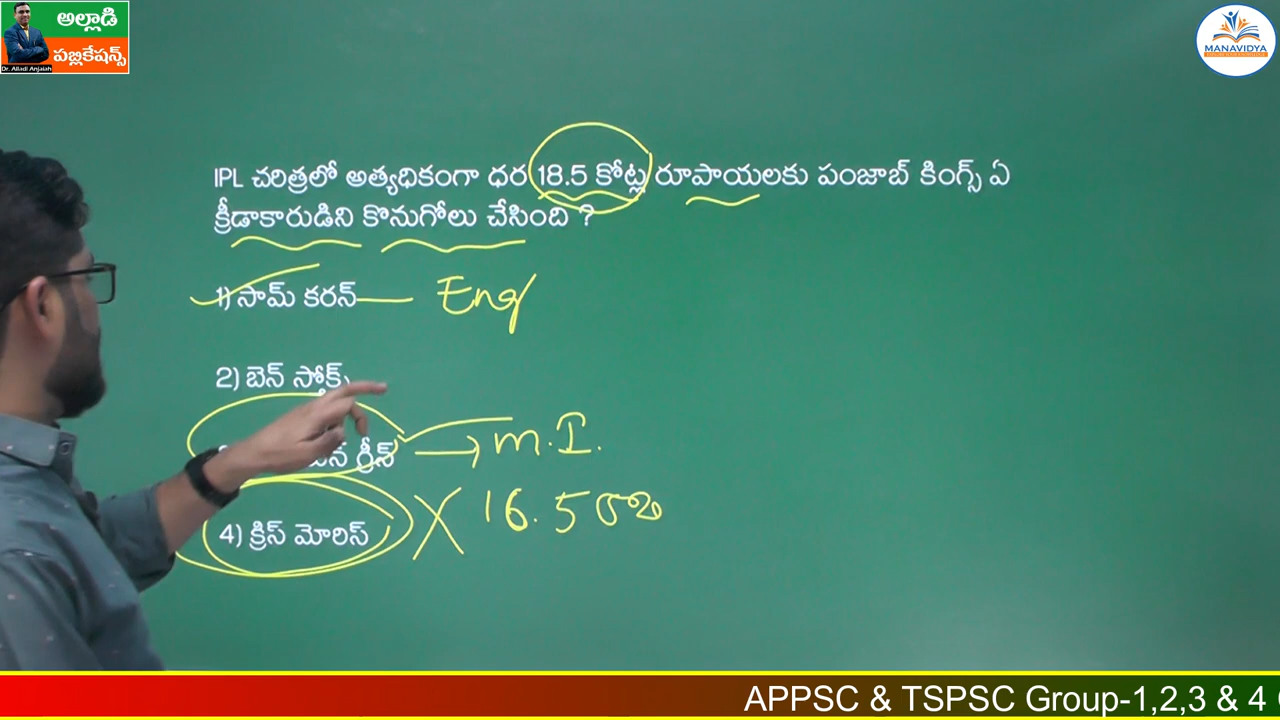 అల్లాడి
పబ్లికేషన్స్
Dr. Alladi Anjaiah
MANAVIDYA
IPL చరిత్రలో అత్యధికంగా ధర 18.5 కోట్ల రూపాయలకు పంజాబ్ కింగ్స్ ఏ
క్రీడాకారుడిని కొనుగోలు చేసింది ?
1) సామ్ కరన్ Eng
2) బెన్ స్తోక్స్
గ్రీన్ → M.I.
4) క్రిస్ మోరిస్ X 16.5
APPSC & TSPSC Group-1,2,3 & 4